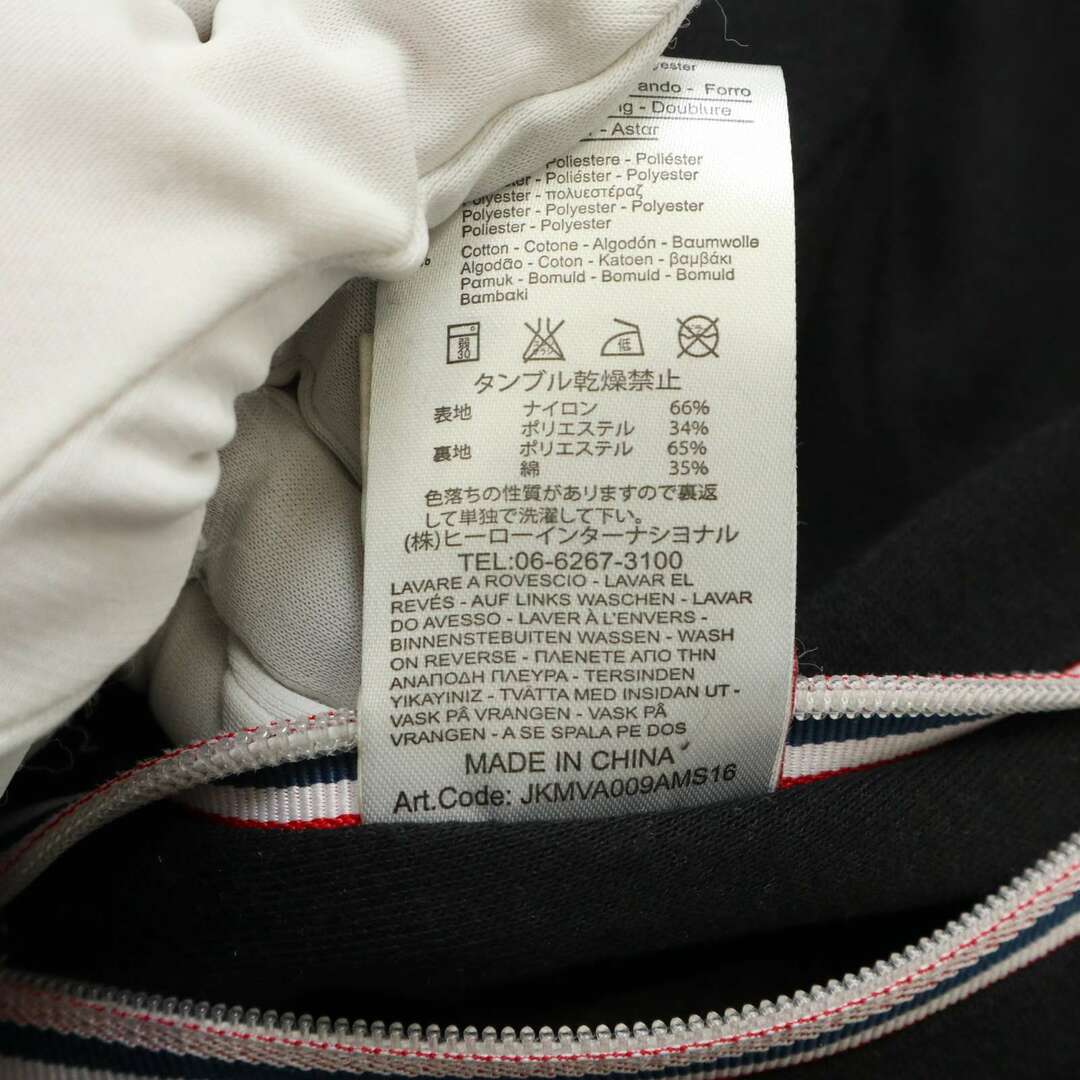 ando - Forro
- Doublure
- Astar
Poliestere - Poliéster
- Poliéster - Polyester
Polyester - πολυεστέραζ
Polyester - Polyester - Polyester
Poliester - Polyester
% Cotton - Cotone - Algodón - Baumwolle
Algodão - Coton - Katoen - βαμβάκι
Pamuk - Bomuld - Bomuld - Bomuld
Bambaki
弱 30 低
タンブル乾燥禁止
表地 ナイロン 66%
ポリエステル 34%
裏地 ポリエステル 65%
綿 35%
色落ちの性質がありますので裏返
して単独で洗濯して下い。
(株)ヒーローインターナショナル
TEL:06-6267-3100
LAVARE A ROVESCIO - LAVAR EL
REVÉS - AUF LINKS WASCHEN - LAVAR
DO AVESSO - LAVER À L'ENVERS -
BINNENSTEBUITEN WASSEN - WASH
ON REVERSE - ΠΛΕΝΕΤΕ ΑΠΟ ΤΗΝ
ΑΝΑΠΟΔΗ ΠΛΕΥΡΑ - TERSINDEN
YIKAYINIZ - TVÄTTA MED INSIDAN UT -
VASK PÅ VRANGEN - VASK PÅ
VRANGEN - A SE SPALA PE DOS
MADE IN CHINA
Art.Code: JKMVA009AMS16